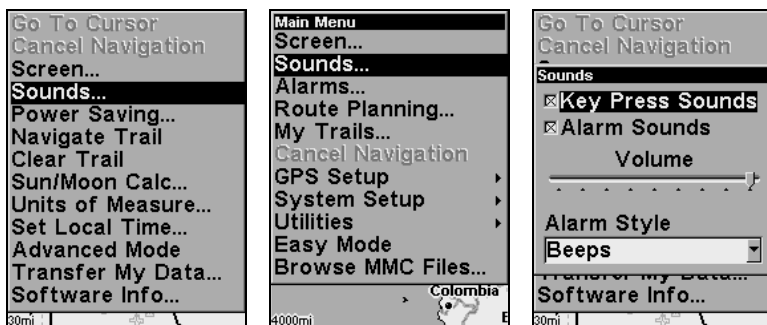 Go To Cursor
Cancel Navigation
Screen...
Sounds...
Power Saving...
Navigate Trail
Clear Trail
Sun/Moon Calc...
Units of Measure...
Set Local Time...
Advanced Mode
Transfer My Data...
Software Info...
30mi
Main Menu
Screen...
Sounds...
Alarms...
Route Planning...
My Trails...
Cancel Navigation
GPS Setup
System Setup
Utilities
Easy Mode
Browse MMC Files...
Colombia
4000mi
Go To Cursor
Cancel Navigation
Sounds
Key Press Sounds
Alarm Sounds
Volume
Alarm Style
Beeps
Transfer My Data...
Software Info...
30mi